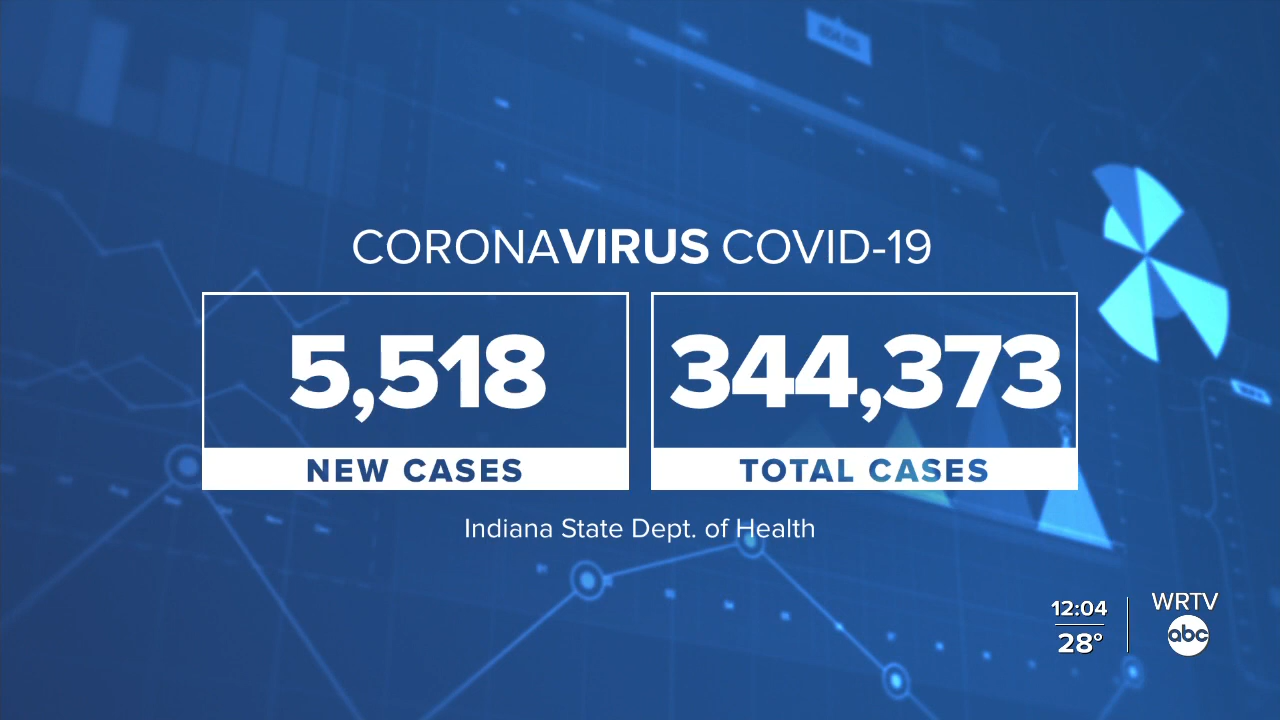 CORONAVIRUS COVID-19
5,518
344,373
NEW CASES
TOTAL CASES
Indiana State Dept. of Health
12:04
28°
WRTV
abc